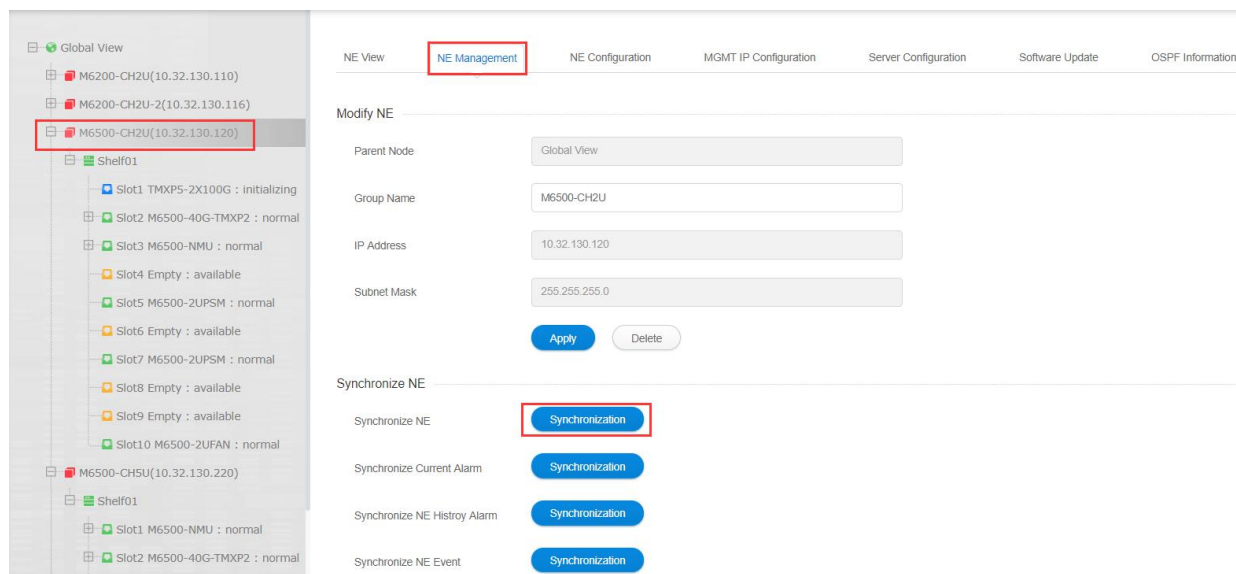 Global View
M6200-CH2U(10.32.130.110)
M6200-CH2U-2(10.32.130.116)
M6500-CH2U(10.32.130.120)
Shelf01
Slot1 TMXP5-2X100G : initializing
Slot2 M6500-40G-TMXP2 : normal
Slot3 M6500-NMU : normal
Slot4 Empty : available
Slot5 M6500-2UPSM : normal
Slot6 Empty : available
Slot7 M6500-2UPSM : normal
Slot8 Empty : available
Slot9 Empty : available
Slot10 M6500-2UFAN : normal
M6500-CH5U(10.32.130.220)
Shelf01
Slot1 M6500-NMU : normal
Slot2 M6500-40G-TMXP2 : normal
NE View NE Management NE Configuration MGMT IP Configuration Server Configuration Software Update OSPF Information
Modify NE
Parent Node Global View
Group Name M6500-CH2U
IP Address 10.32.130.120
Subnet Mask 255.255.255.0
Apply Delete
Synchronize NE
Synchronize NE Synchronization
Synchronize Current Alarm Synchronization
Synchronize NE Histroy Alarm Synchronization
Synchronize NE Event Synchronization